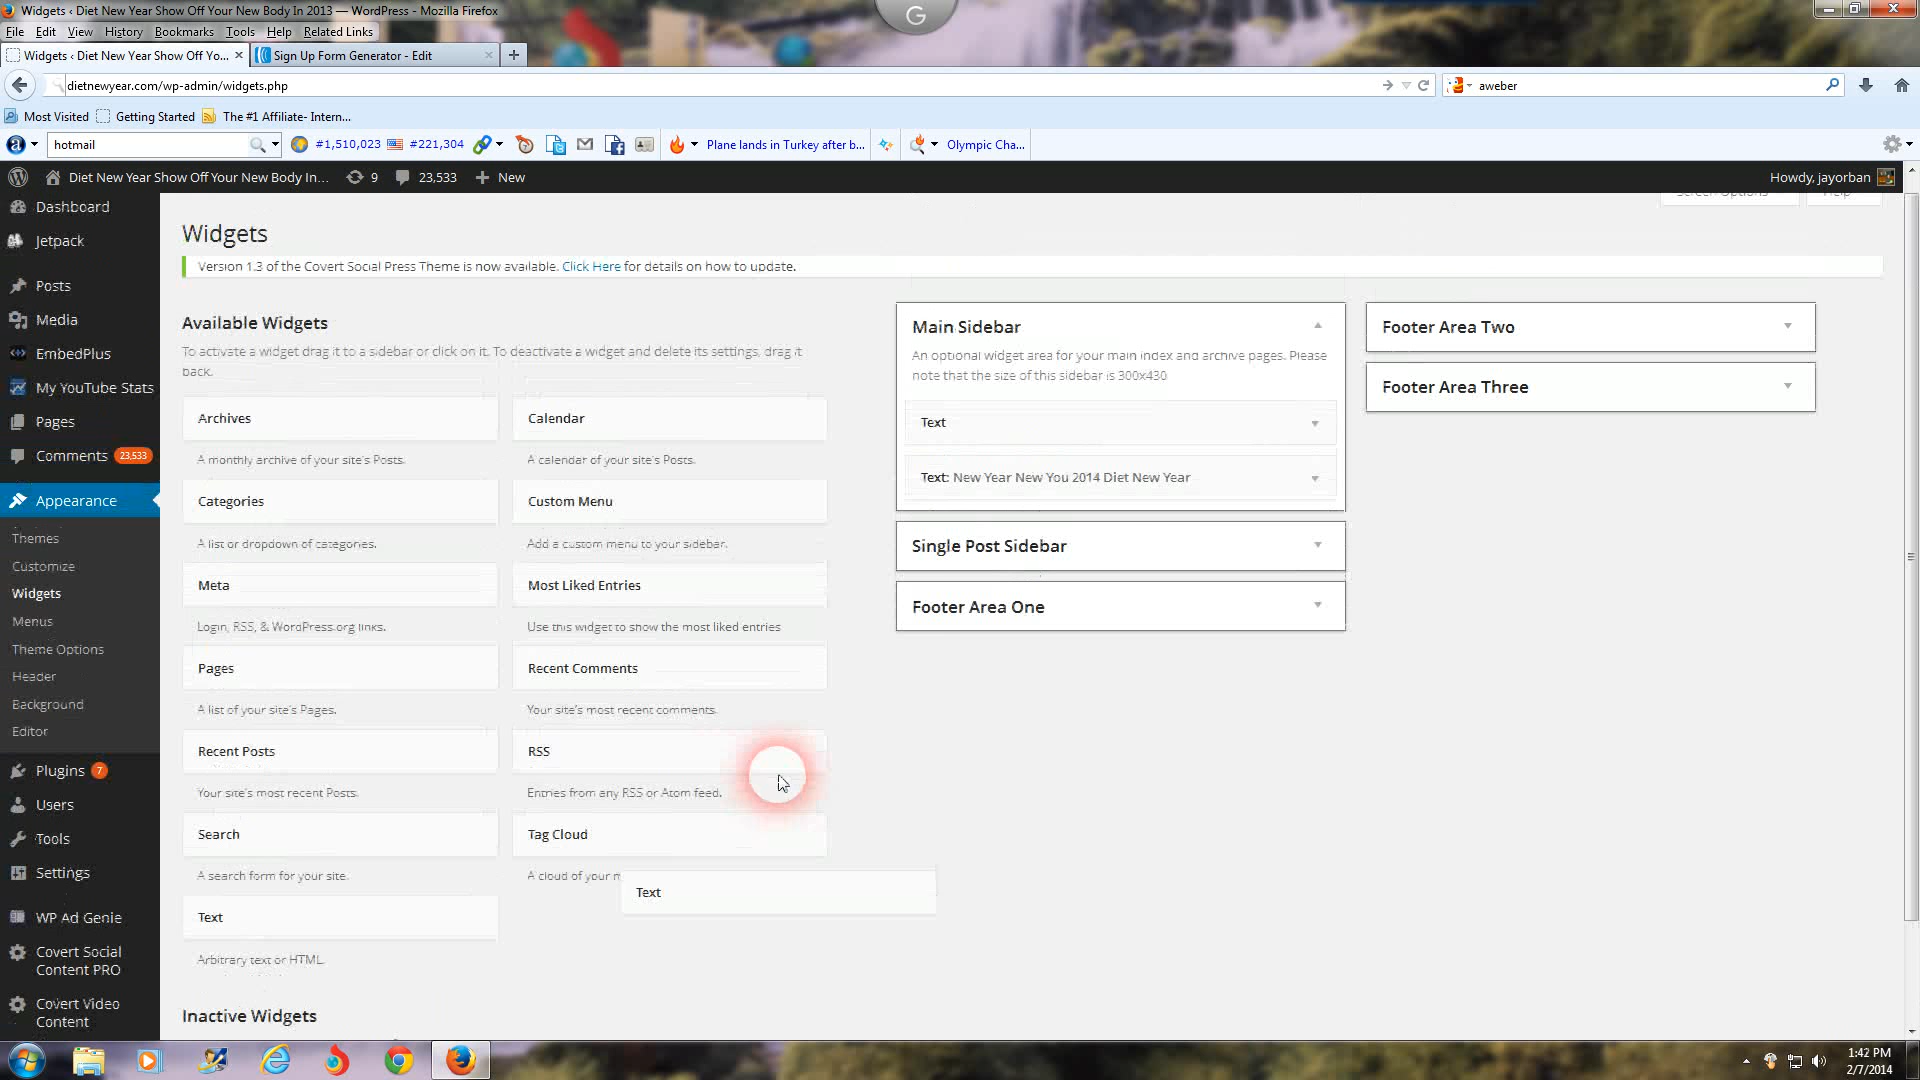 Widgets ‹ Diet New Year Show Off Your New Body In 2013 — WordPress - Mozilla Firefox
G
File Edit View History Bookmarks Tools Help Related Links
Widgets ‹ Diet New Year Show Off Yo...
Sign Up Form Generator - Edit
dietnewyear.com/wp-admin/widgets.php
aweber
Most Visited Getting Started The #1 Affiliate- Intern...
hotmail
#1,510,023 #221,304
Plane lands in Turkey after b...
Olympic Cha...
Diet New Year Show Off Your New Body In... 9 23,533 New
Howdy, jayorban
Screen Options Help
Dashboard
Jetpack
Posts
Media
EmbedPlus
My YouTube Stats
Pages
Comments 23,533
Appearance
Themes
Customize
Widgets
Menus
Theme Options
Header
Background
Editor
Plugins 7
Users
Tools
Settings
WP Ad Genie
Covert Social
Content PRO
Covert Video
Content
Widgets
Version 1.3 of the Covert Social Press Theme is now available. Click Here for details on how to update.
Available Widgets
To activate a widget drag it to a sidebar or click on it. To deactivate a widget and delete its settings, drag it
back.
Archives
A monthly archive of your site's Posts.
Calendar
A calendar of your site's Posts.
Categories
A list or dropdown of categories.
Custom Menu
Add a custom menu to your sidebar.
Meta
Login, RSS, & WordPress.org links.
Most Liked Entries
Use this widget to show the most liked entries
Pages
A list of your site's Pages.
Recent Comments
Your site's most recent comments.
Recent Posts
Your site's most recent Posts.
RSS
Entries from any RSS or Atom feed.
Search
A search form for your site.
Tag Cloud
A cloud of your m
Text
Text
Arbitrary text or HTML.
Inactive Widgets
Main Sidebar
An optional widget area for your main index and archive pages. Please
note that the size of this sidebar is 300x430
Text
Text: New Year New You 2014 Diet New Year
Single Post Sidebar
Footer Area One
Footer Area Two
Footer Area Three
1:42 PM
2/7/2014